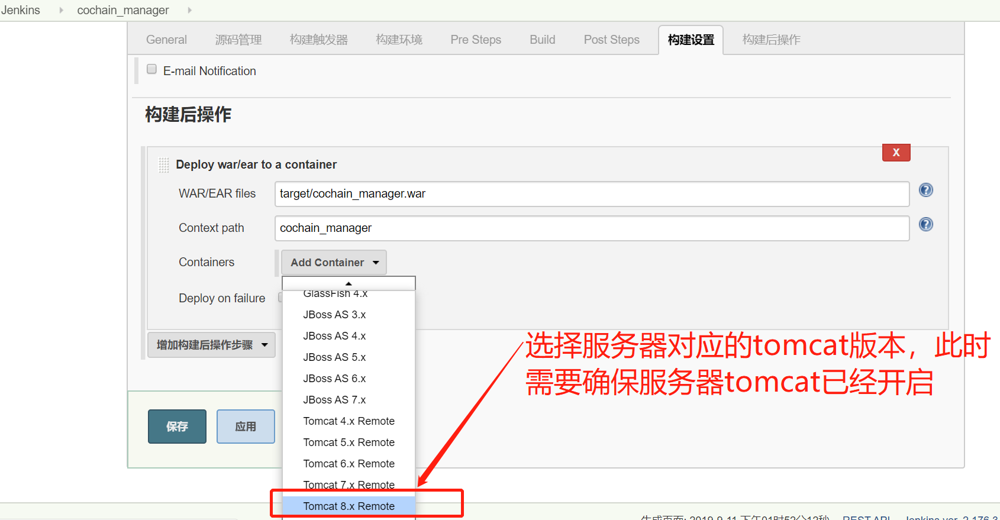 Jenkins cochain_manager
General 源码管理 构建触发器 构建环境 Pre Steps Build Post Steps 构建设置 构建后操作
E-mail Notification
构建后操作
X
Deploy war/ear to a container
WAR/EAR files target/cochain_manager.war
Context path cochain_manager
Containers Add Container
Deploy on failure
GlassFish 4.x
JBoss AS 3.x
JBoss AS 4.x
JBoss AS 5.x
JBoss AS 6.x
JBoss AS 7.x
Tomcat 4.x Remote
Tomcat 5.x Remote
Tomcat 6.x Remote
Tomcat 7.x Remote
Tomcat 8.x Remote
增加构建后操作步骤
选择服务器对应的tomcat版本，此时
需要确保服务器tomcat已经开启
保存 应用
生成页面: 2019-9-11 下午01时52分12秒 REST API Jenkins ver. 2.176.3